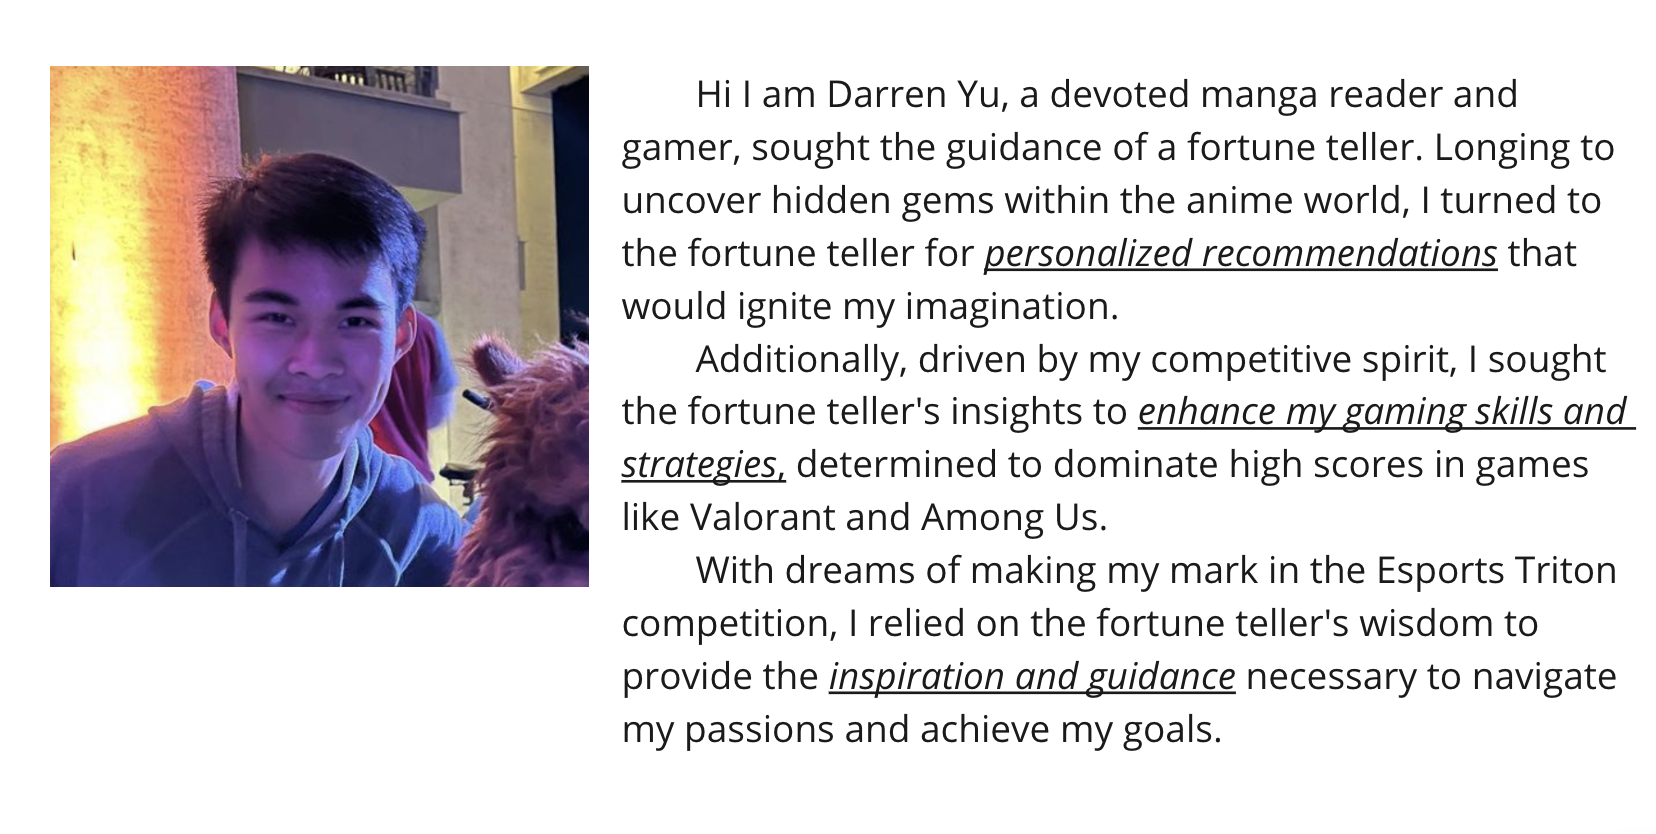 Hi I am Darren Yu, a devoted manga reader and
gamer, sought the guidance of a fortune teller. Longing to
uncover hidden gems within the anime world, I turned to
the fortune teller for personalized recommendations that
would ignite my imagination.
Additionally, driven by my competitive spirit, I sought
the fortune teller's insights to enhance my gaming skills and
strategies, determined to dominate high scores in games
like Valorant and Among Us.
With dreams of making my mark in the Esports Triton
competition, I relied on the fortune teller's wisdom to
provide the inspiration and guidance necessary to navigate
my passions and achieve my goals.